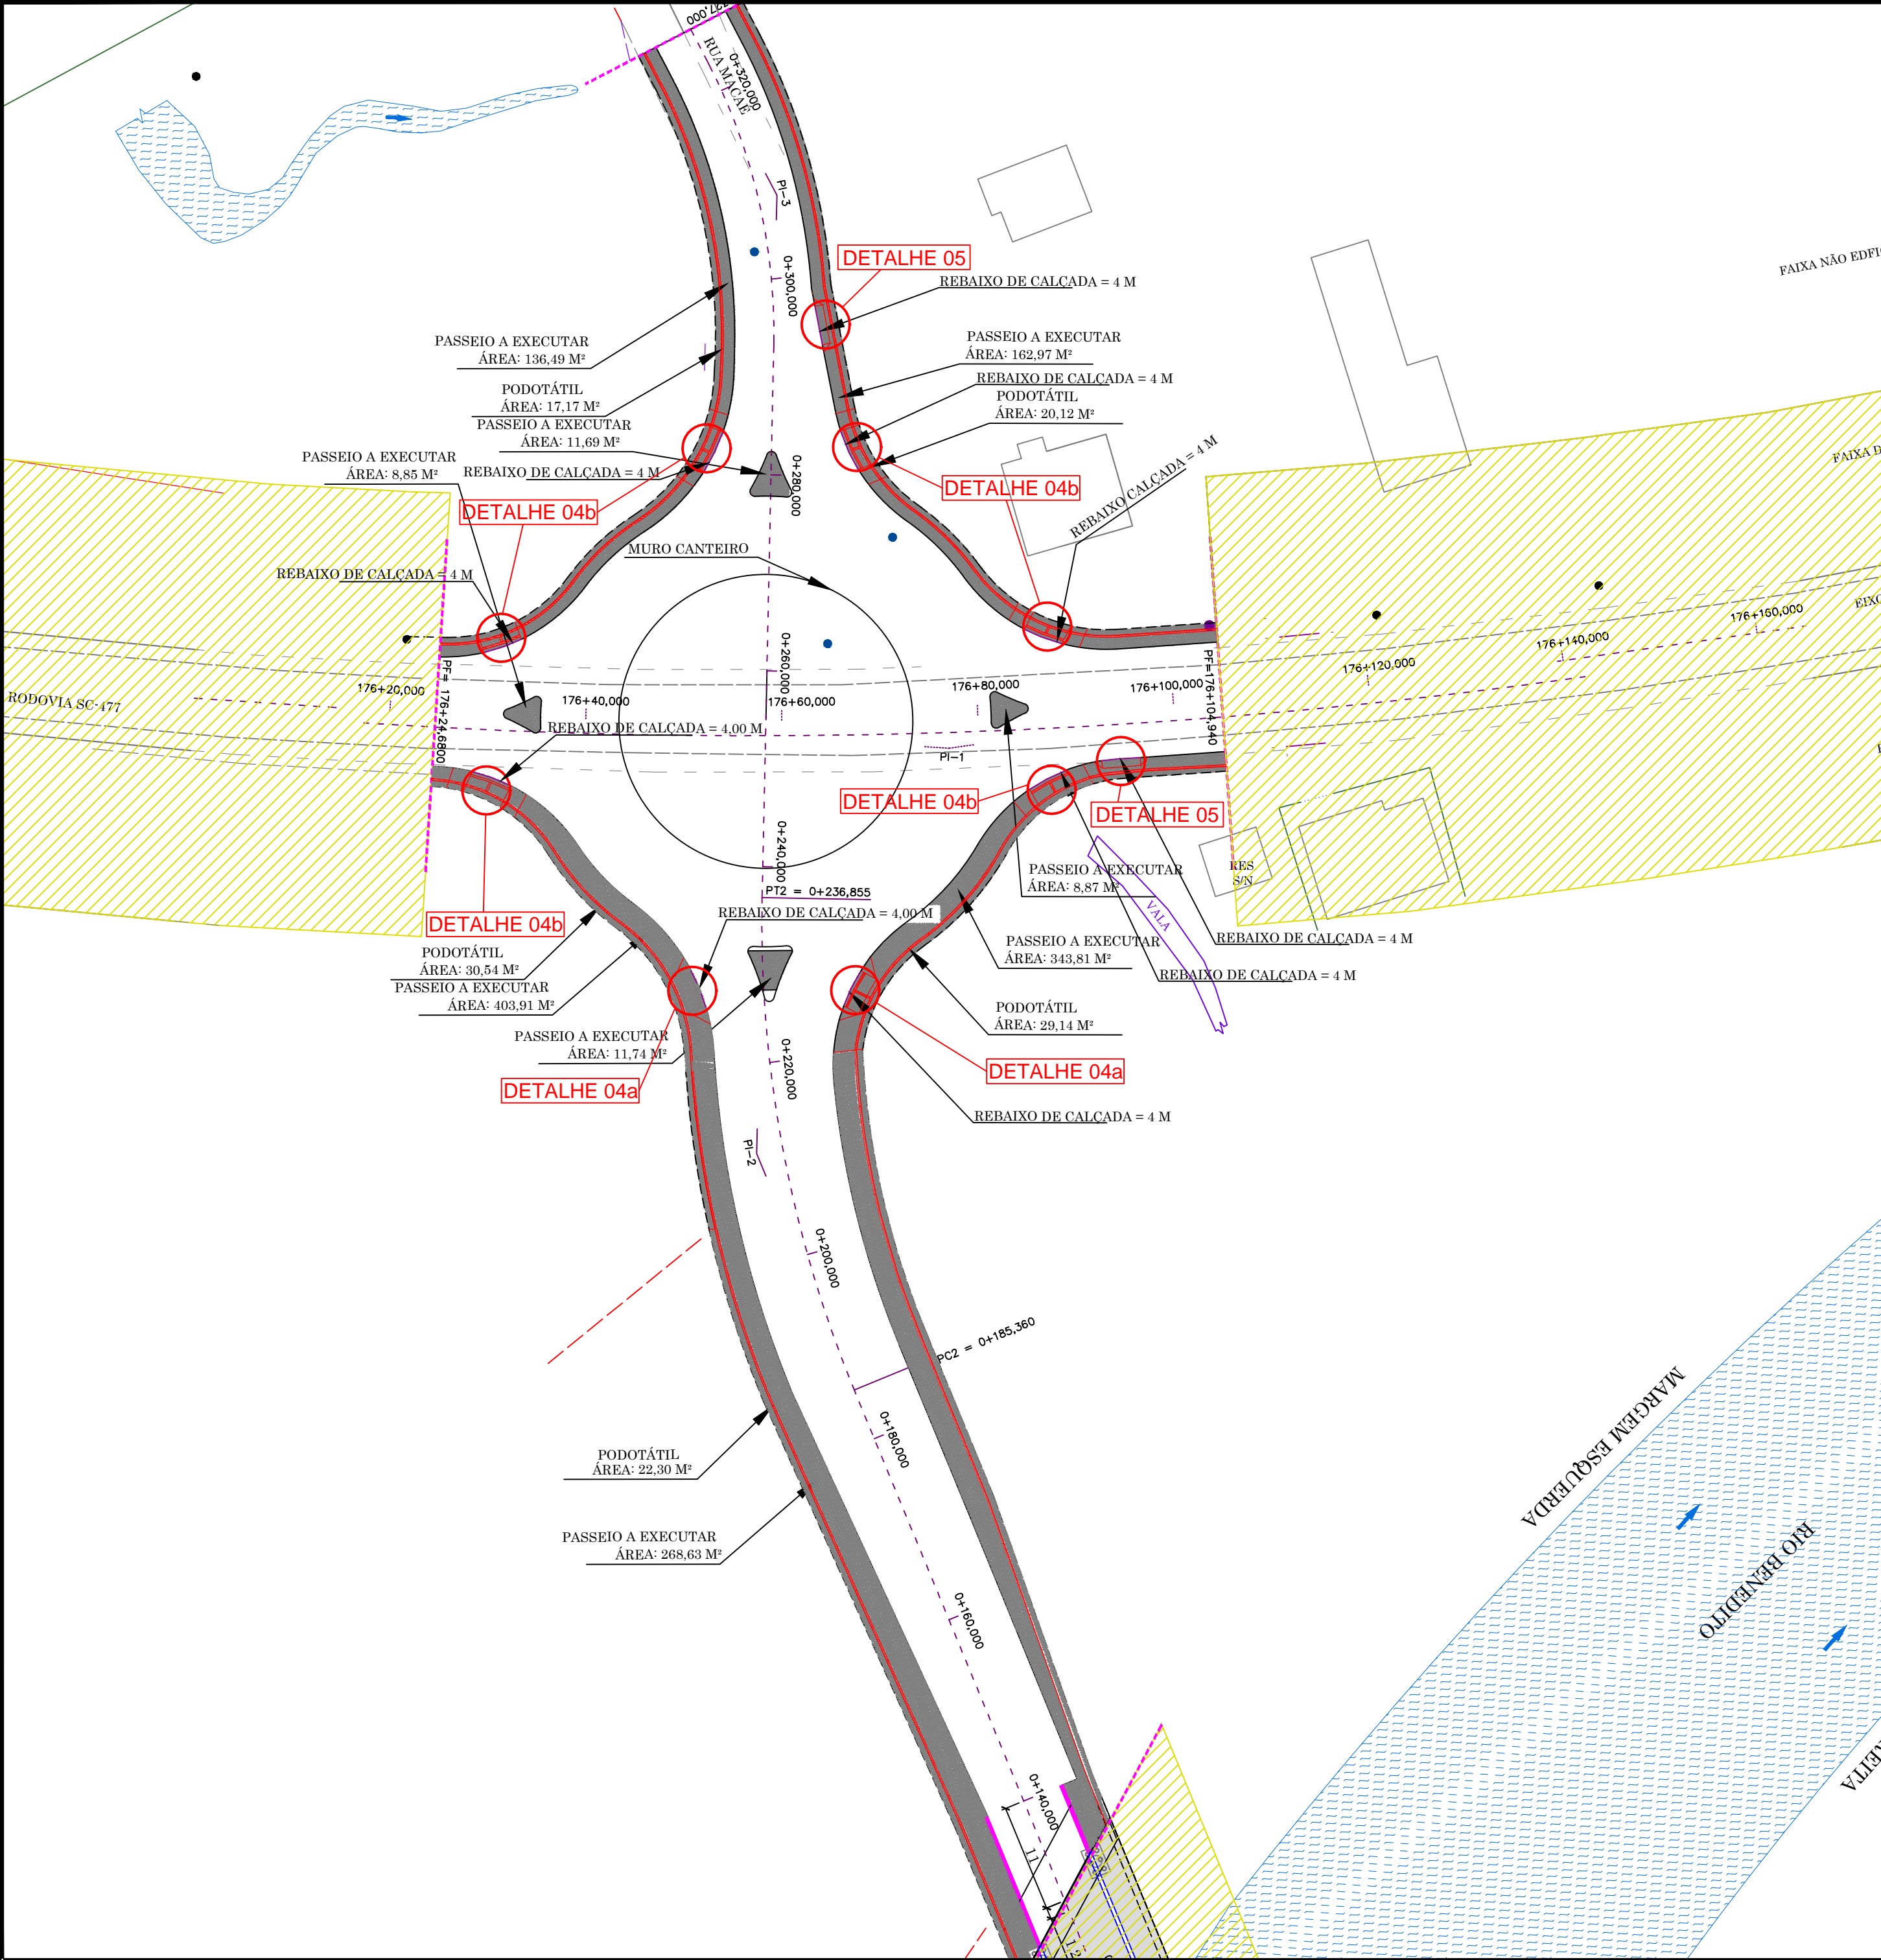 RUA MACAÉ
0+320,000
PI-3
0+300,000
DETALHE 05
REBAIXO DE CALÇADA = 4 M
PASSEIO A EXECUTAR
ÁREA: 136,49 M²
PASSEIO A EXECUTAR
ÁREA: 162,97 M²
REBAIXO DE CALÇADA = 4 M
PODOTÁTIL
ÁREA: 20,12 M²
PODOTÁTIL
ÁREA: 17,17 M²
PASSEIO A EXECUTAR
ÁREA: 11,69 M²
PASSEIO A EXECUTAR
ÁREA: 8,85 M²
REBAIXO DE CALÇADA = 4 M
0+280,000
DETALHE 04b
DETALHE 04b
REBAIXO CALÇADA = 4 M
MURO CANTEIRO
REBAIXO DE CALÇADA = 4 M
FAIXA NÃO
FAIXA
0+260,000
PF= 176+24,6800
PF=176+104,940
RODOVIA SC-477
176+20,000
176+40,000
176+60,000
176+80,000
176+100,000
176+120,000
176+140,000
176+160,000
REBAIXO DE CALÇADA = 4,00 M
PI-1
DETALHE 04b
DETALHE 05
0+240,000
PT2 = 0+236,855
REBAIXO DE CALÇADA = 4,00 M
PASSEIO A EXECUTAR
ÁREA: 8,87 M²
RES
S/N
VALA
DETALHE 04b
PODOTÁTIL
ÁREA: 30,54 M²
PASSEIO A EXECUTAR
ÁREA: 403,91 M²
PASSEIO A EXECUTAR
ÁREA: 343,81 M²
REBAIXO DE CALÇADA = 4 M
REBAIXO DE CALÇADA = 4 M
PODOTÁTIL
ÁREA: 29,14 M²
PASSEIO A EXECUTAR
ÁREA: 11,74 M²
0+220,000
DETALHE 04a
DETALHE 04a
REBAIXO DE CALÇADA = 4 M
PI-2
0+200,000
PC2 = 0+185,360
0+180,000
PODOTÁTIL
ÁREA: 22,30 M²
PASSEIO A EXECUTAR
ÁREA: 268,63 M²
0+160,000
0+140,000
11
MARGEM ESQUERDA
RIO BENEDITO